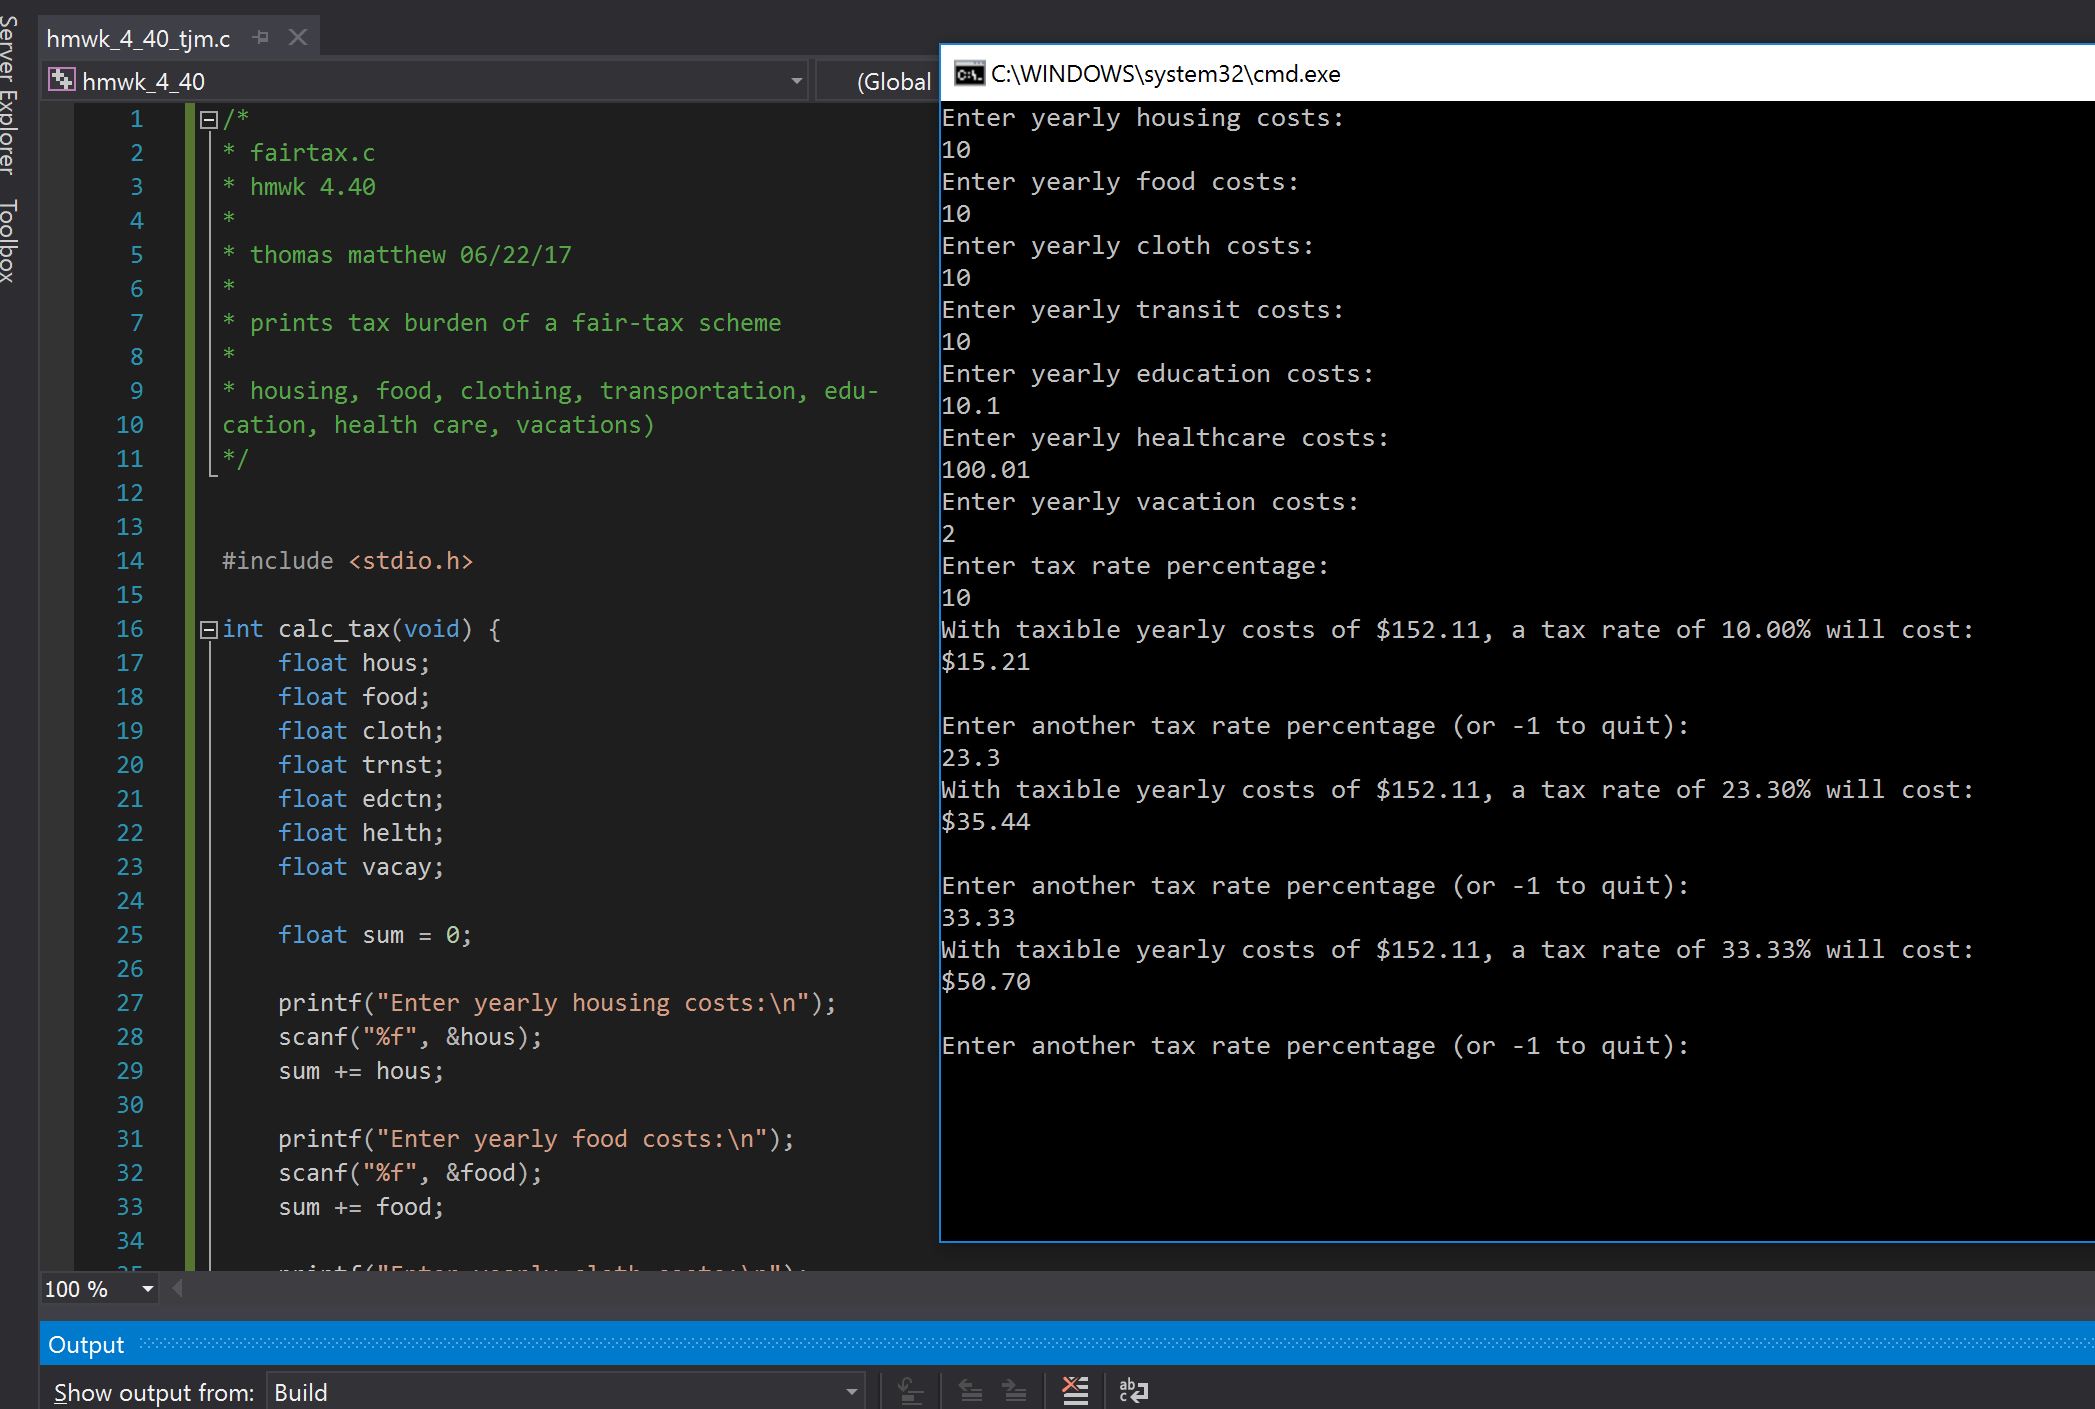 Server Explorer
Toolbox
hmwk_4_40_tjm.c
hmwk_4_40
(Global
1 /*
2 * fairtax.c
3 * hmwk 4.40
4 *
5 * thomas matthew 06/22/17
6 *
7 * prints tax burden of a fair-tax scheme
8 *
9 * housing, food, clothing, transportation, edu-
10 cation, health care, vacations)
11 */
12
13
14 #include <stdio.h>
15
16 int calc_tax(void) {
17 float hous;
18 float food;
19 float cloth;
20 float trnst;
21 float edctn;
22 float helth;
23 float vacay;
24
25 float sum = 0;
26
27 printf("Enter yearly housing costs:\n");
28 scanf("%f", &hous);
29 sum += hous;
30
31 printf("Enter yearly food costs:\n");
32 scanf("%f", &food);
33 sum += food;
34
35 printf("Enter yearly cloth costs:\n");
100 %
Output
Show output from: Build
C:\WINDOWS\system32\cmd.exe
Enter yearly housing costs:
10
Enter yearly food costs:
10
Enter yearly cloth costs:
10
Enter yearly transit costs:
10
Enter yearly education costs:
10.1
Enter yearly healthcare costs:
100.01
Enter yearly vacation costs:
2
Enter tax rate percentage:
10
With taxible yearly costs of $152.11, a tax rate of 10.00% will cost:
$15.21
Enter another tax rate percentage (or -1 to quit):
23.3
With taxible yearly costs of $152.11, a tax rate of 23.30% will cost:
$35.44
Enter another tax rate percentage (or -1 to quit):
33.33
With taxible yearly costs of $152.11, a tax rate of 33.33% will cost:
$50.70
Enter another tax rate percentage (or -1 to quit):